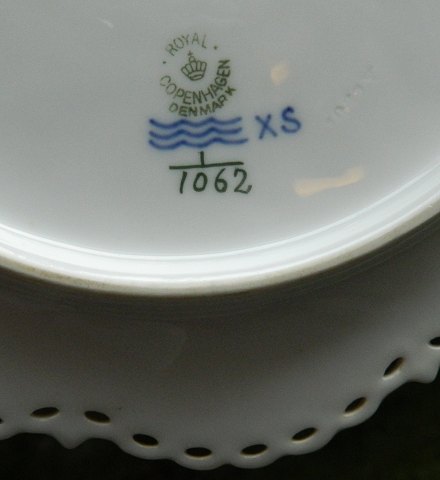 ROYAL
COPENHAGEN
DENMARK
XS
1
1062